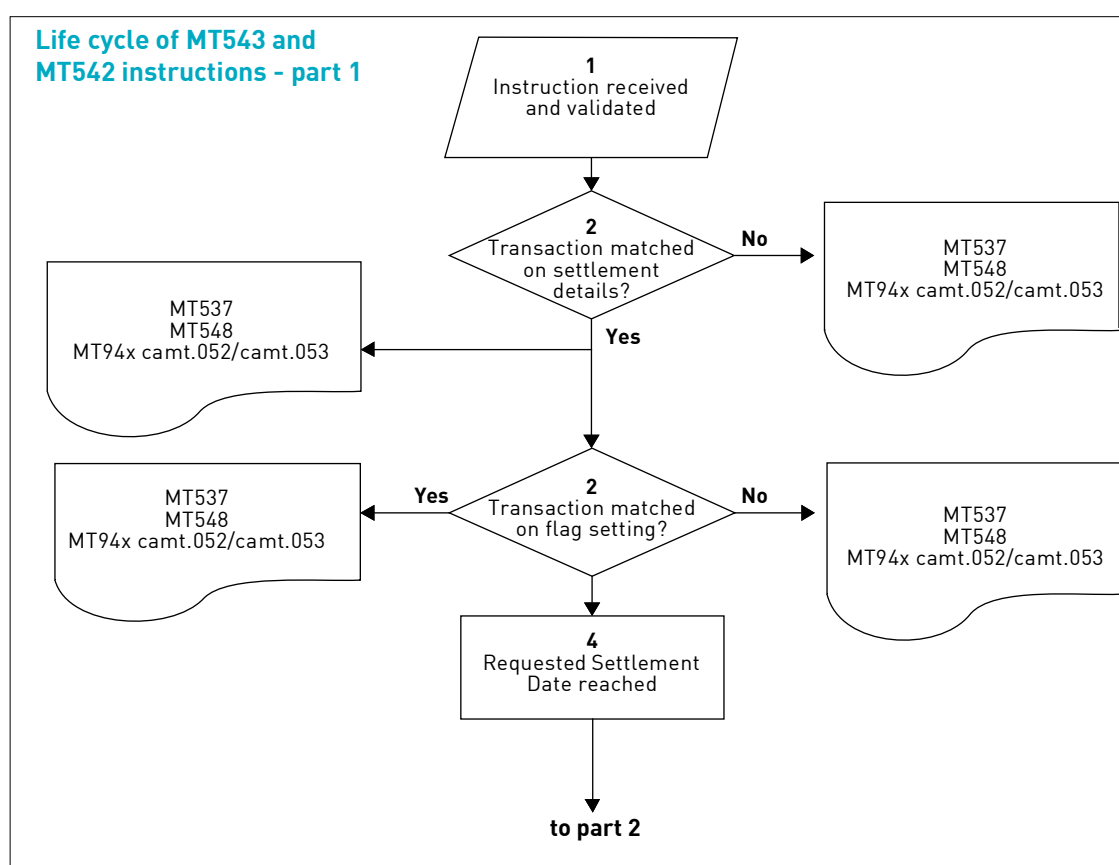 Life cycle of MT543 and
MT542 instructions - part 1
1
Instruction received
and validated
2
Transaction matched
on settlement
details?
No
MT537
MT548
MT94x camt.052/camt.053
Yes
MT537
MT548
MT94x camt.052/camt.053
2
Transaction matched
on flag setting?
Yes
No
MT537
MT548
MT94x camt.052/camt.053
MT537
MT548
MT94x camt.052/camt.053
4
Requested Settlement
Date reached
to part 2